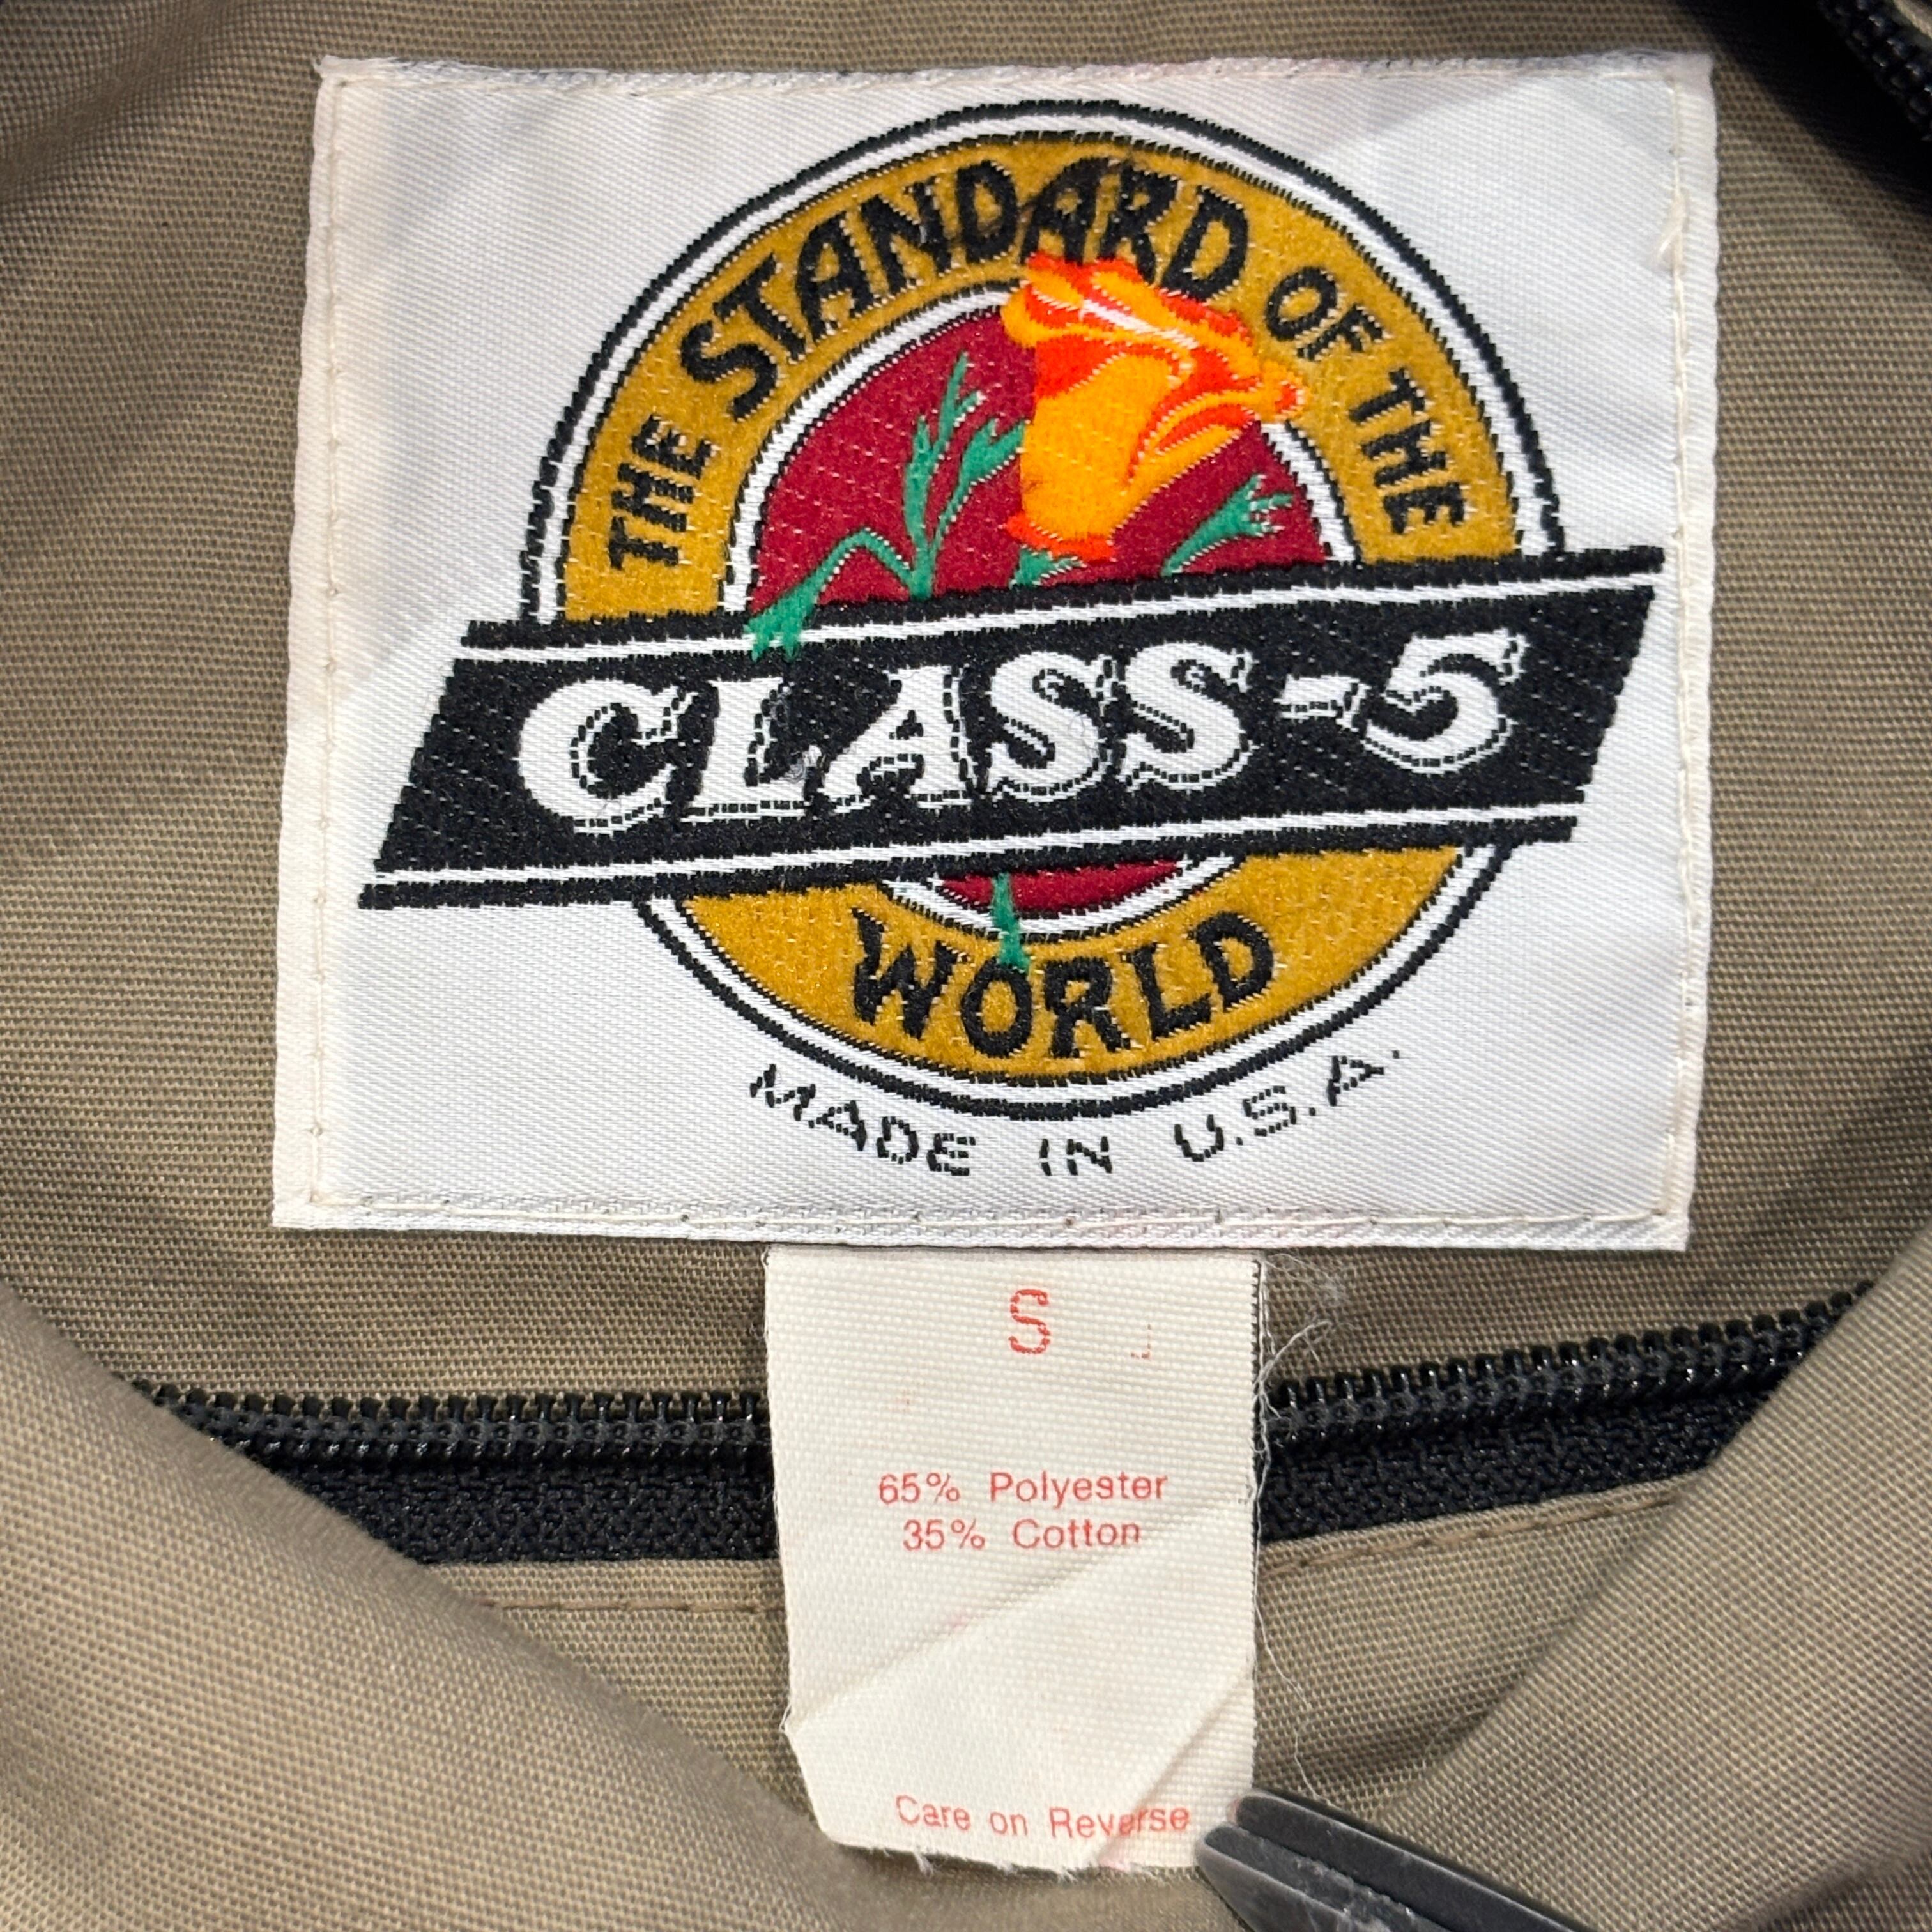 THE STANDARD OF THE
CLASS-5
WORLD
MADE IN U.S.A.
S
65% Polyester
35% Cotton
Care on Reverse